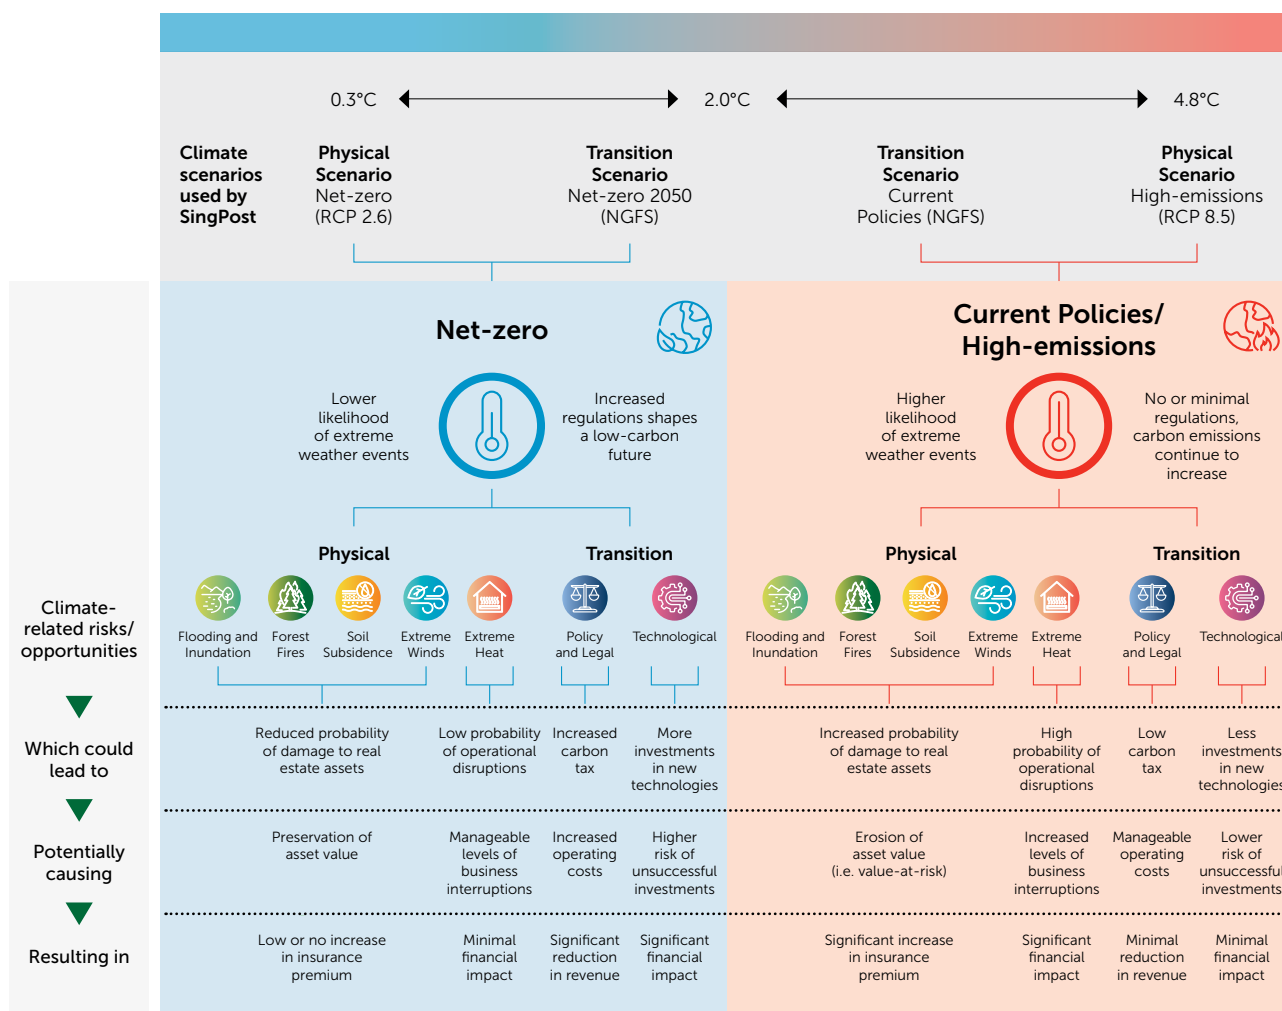 0.3°C
2.0°C
4.8°C
Climate
scenarios
used by
SingPost
Physical
Scenario
Net-zero
(RCP 2.6)
Transition
Scenario
Net-zero 2050
(NGFS)
Transition
Scenario
Current
Policies (NGFS)
Physical
Scenario
High-emissions
(RCP 8.5)
Net-zero
Lower
likelihood
of extreme
weather events
Increased
regulations shapes
a low-carbon
future
Current Policies/
High-emissions
Higher
likelihood
of extreme
weather events
No or minimal
regulations,
carbon emissions
continue to
increase
Climate-
related risks/
opportunities
Physical
Transition
Flooding and
Inundation
Forest
Fires
Soil
Subsidence
Extreme
Winds
Extreme
Heat
Policy
and Legal
Technological
Physical
Transition
Flooding and
Inundation
Forest
Fires
Soil
Subsidence
Extreme
Winds
Extreme
Heat
Policy
and Legal
Technological
Which could
lead to
Reduced probability
of damage to real
estate assets
Low probability
of operational
disruptions
Increased
carbon
tax
More
investments
in new
technologies
Increased probability
of damage to real
estate assets
High
probability of
operational
disruptions
Low
carbon
tax
Less
investments
in new
technologies
Potentially
causing
Preservation of
asset value
Manageable
levels of
business
interruptions
Increased
operating
costs
Higher
risk of
unsuccessful
investments
Erosion of
asset value
(i.e. value-at-risk)
Increased
levels of
business
interruptions
Manageable
operating
costs
Lower
risk of
unsuccessful
investments
Resulting in
Low or no increase
in insurance
premium
Minimal
financial
impact
Significant
reduction
in revenue
Significant
financial
impact
Significant increase
in insurance
premium
Significant
financial
impact
Minimal
reduction
in revenue
Minimal
financial
impact